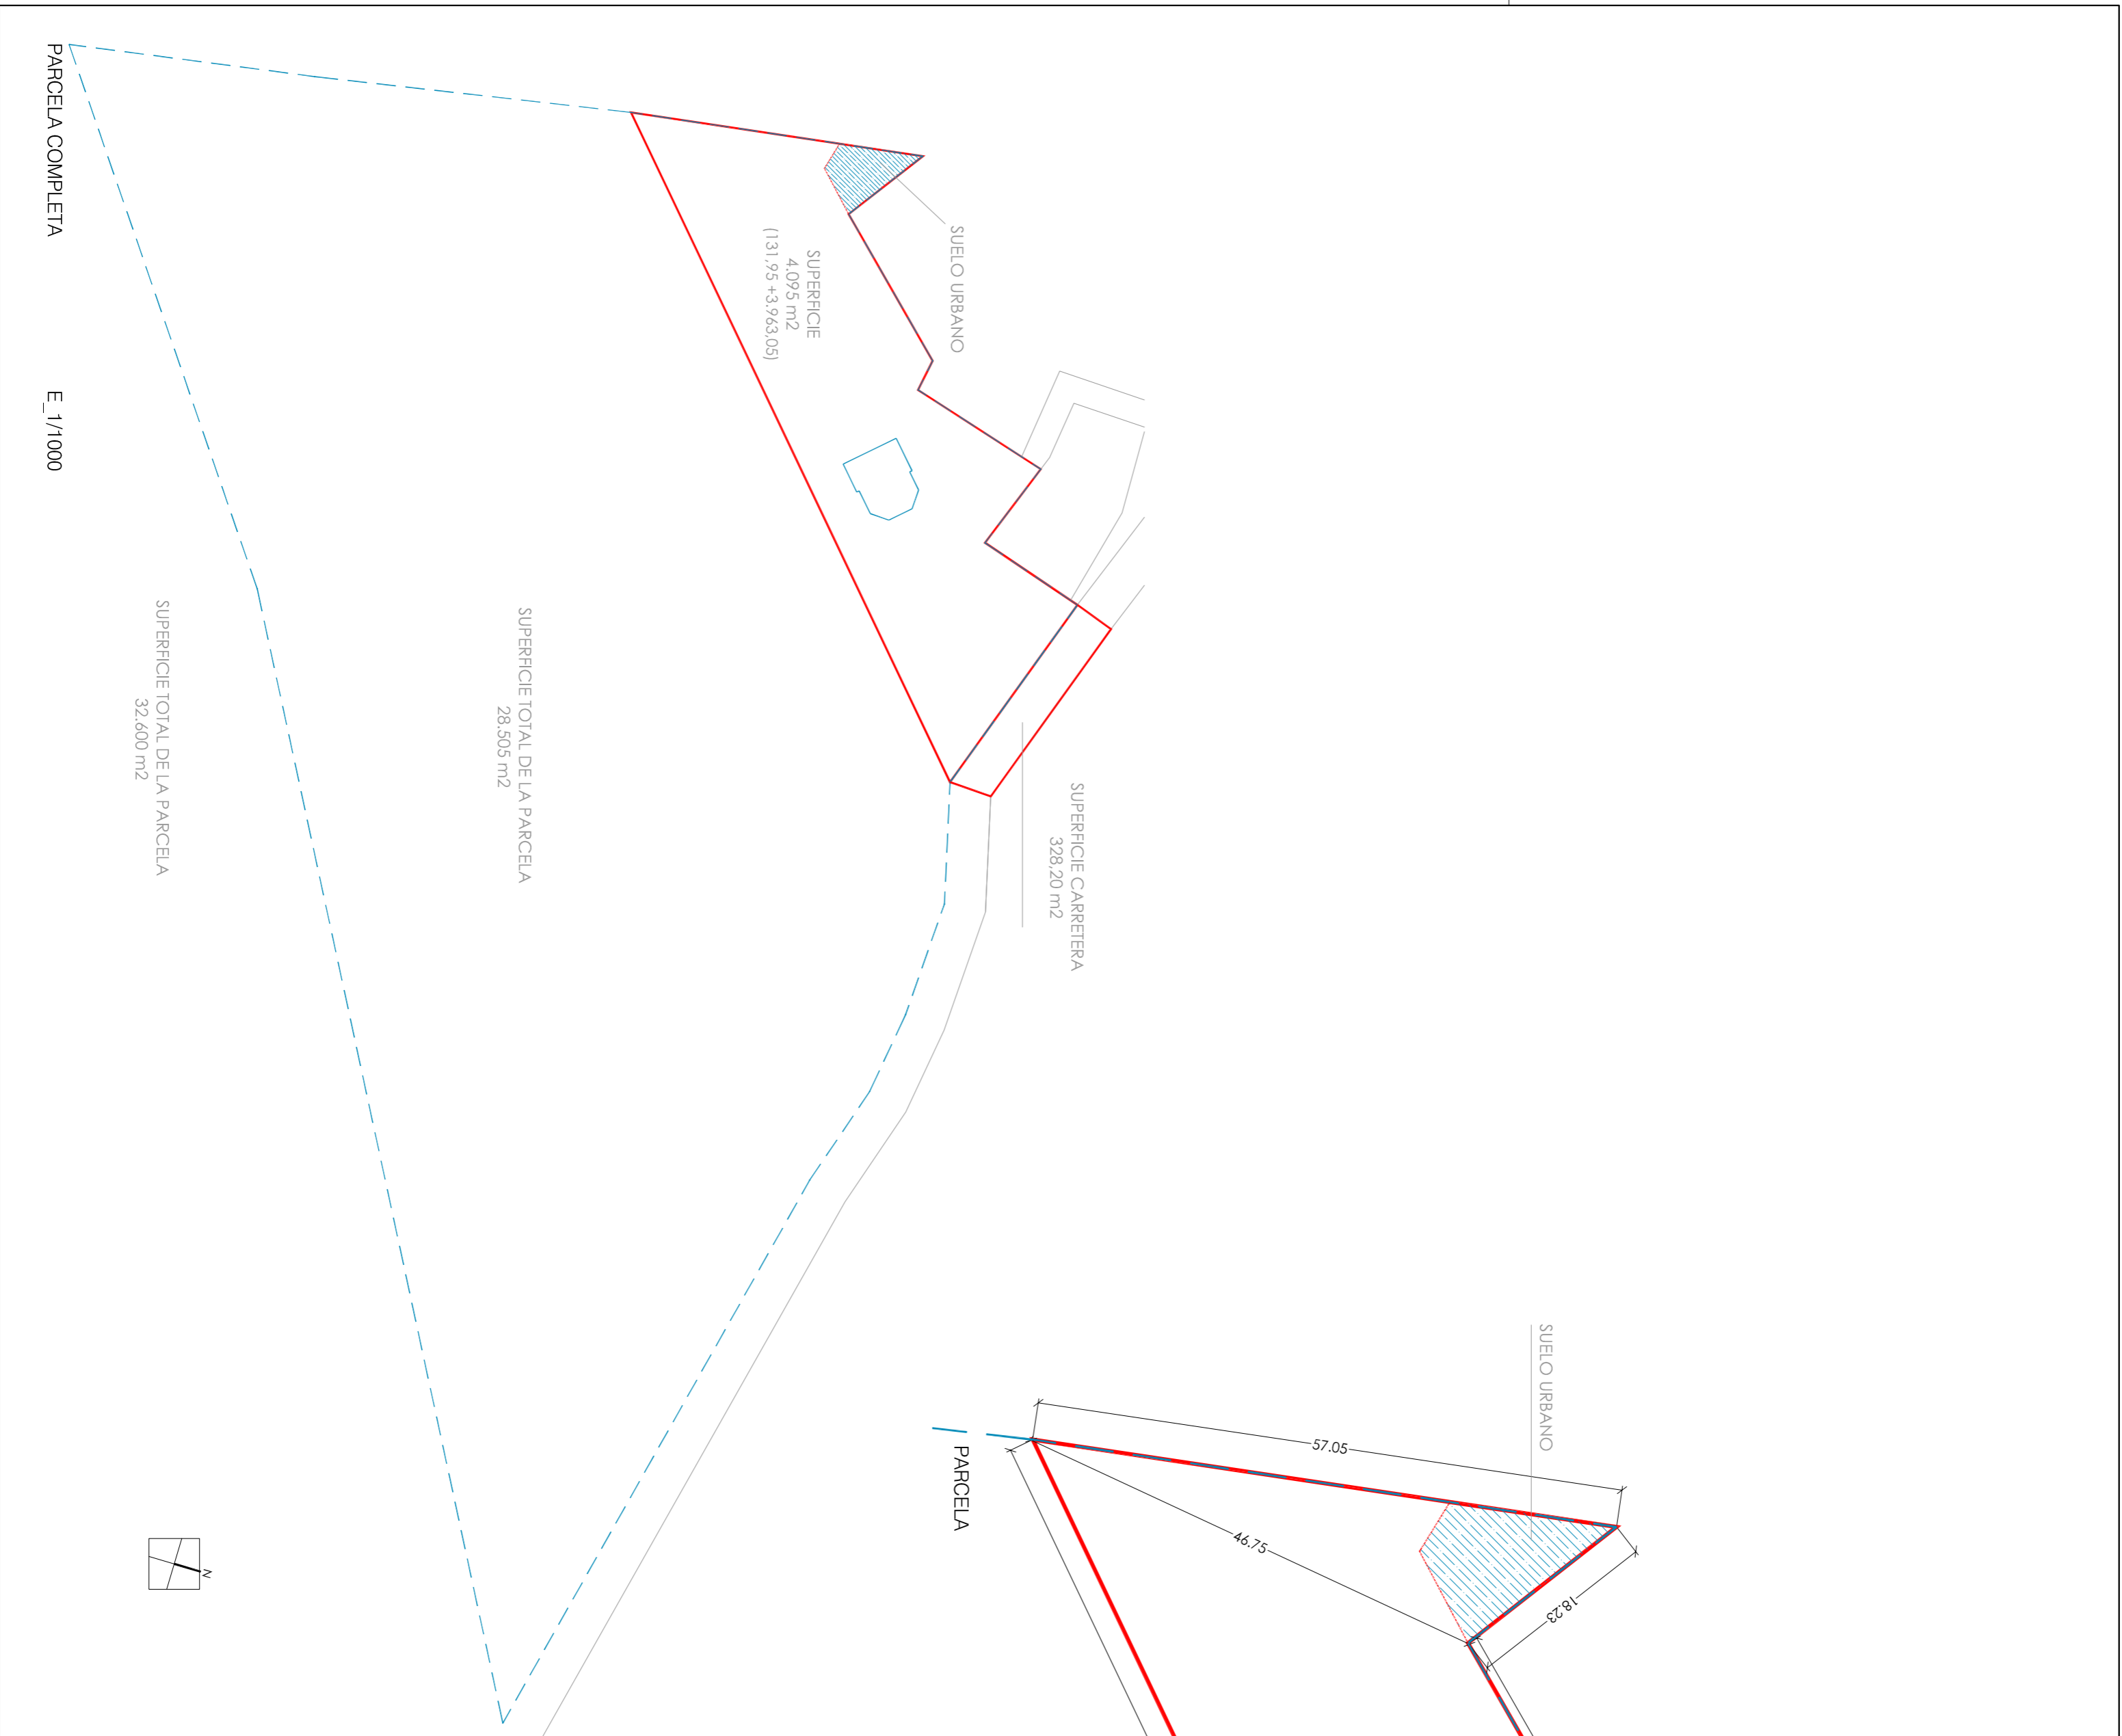 SUELO URBANO
SUPERFICIE
4.095 m2
(131,95 +3.963,05)
SUPERFICIE CARRETERA
328,20 m2
SUPERFICIE TOTAL DE LA PARCELA
28.505 m2
SUPERFICIE TOTAL DE LA PARCELA
32.600 m2
PARCELA COMPLETA
E_1/1000
N
SUELO URBANO
57.05
46.75
18.23
PARCELA